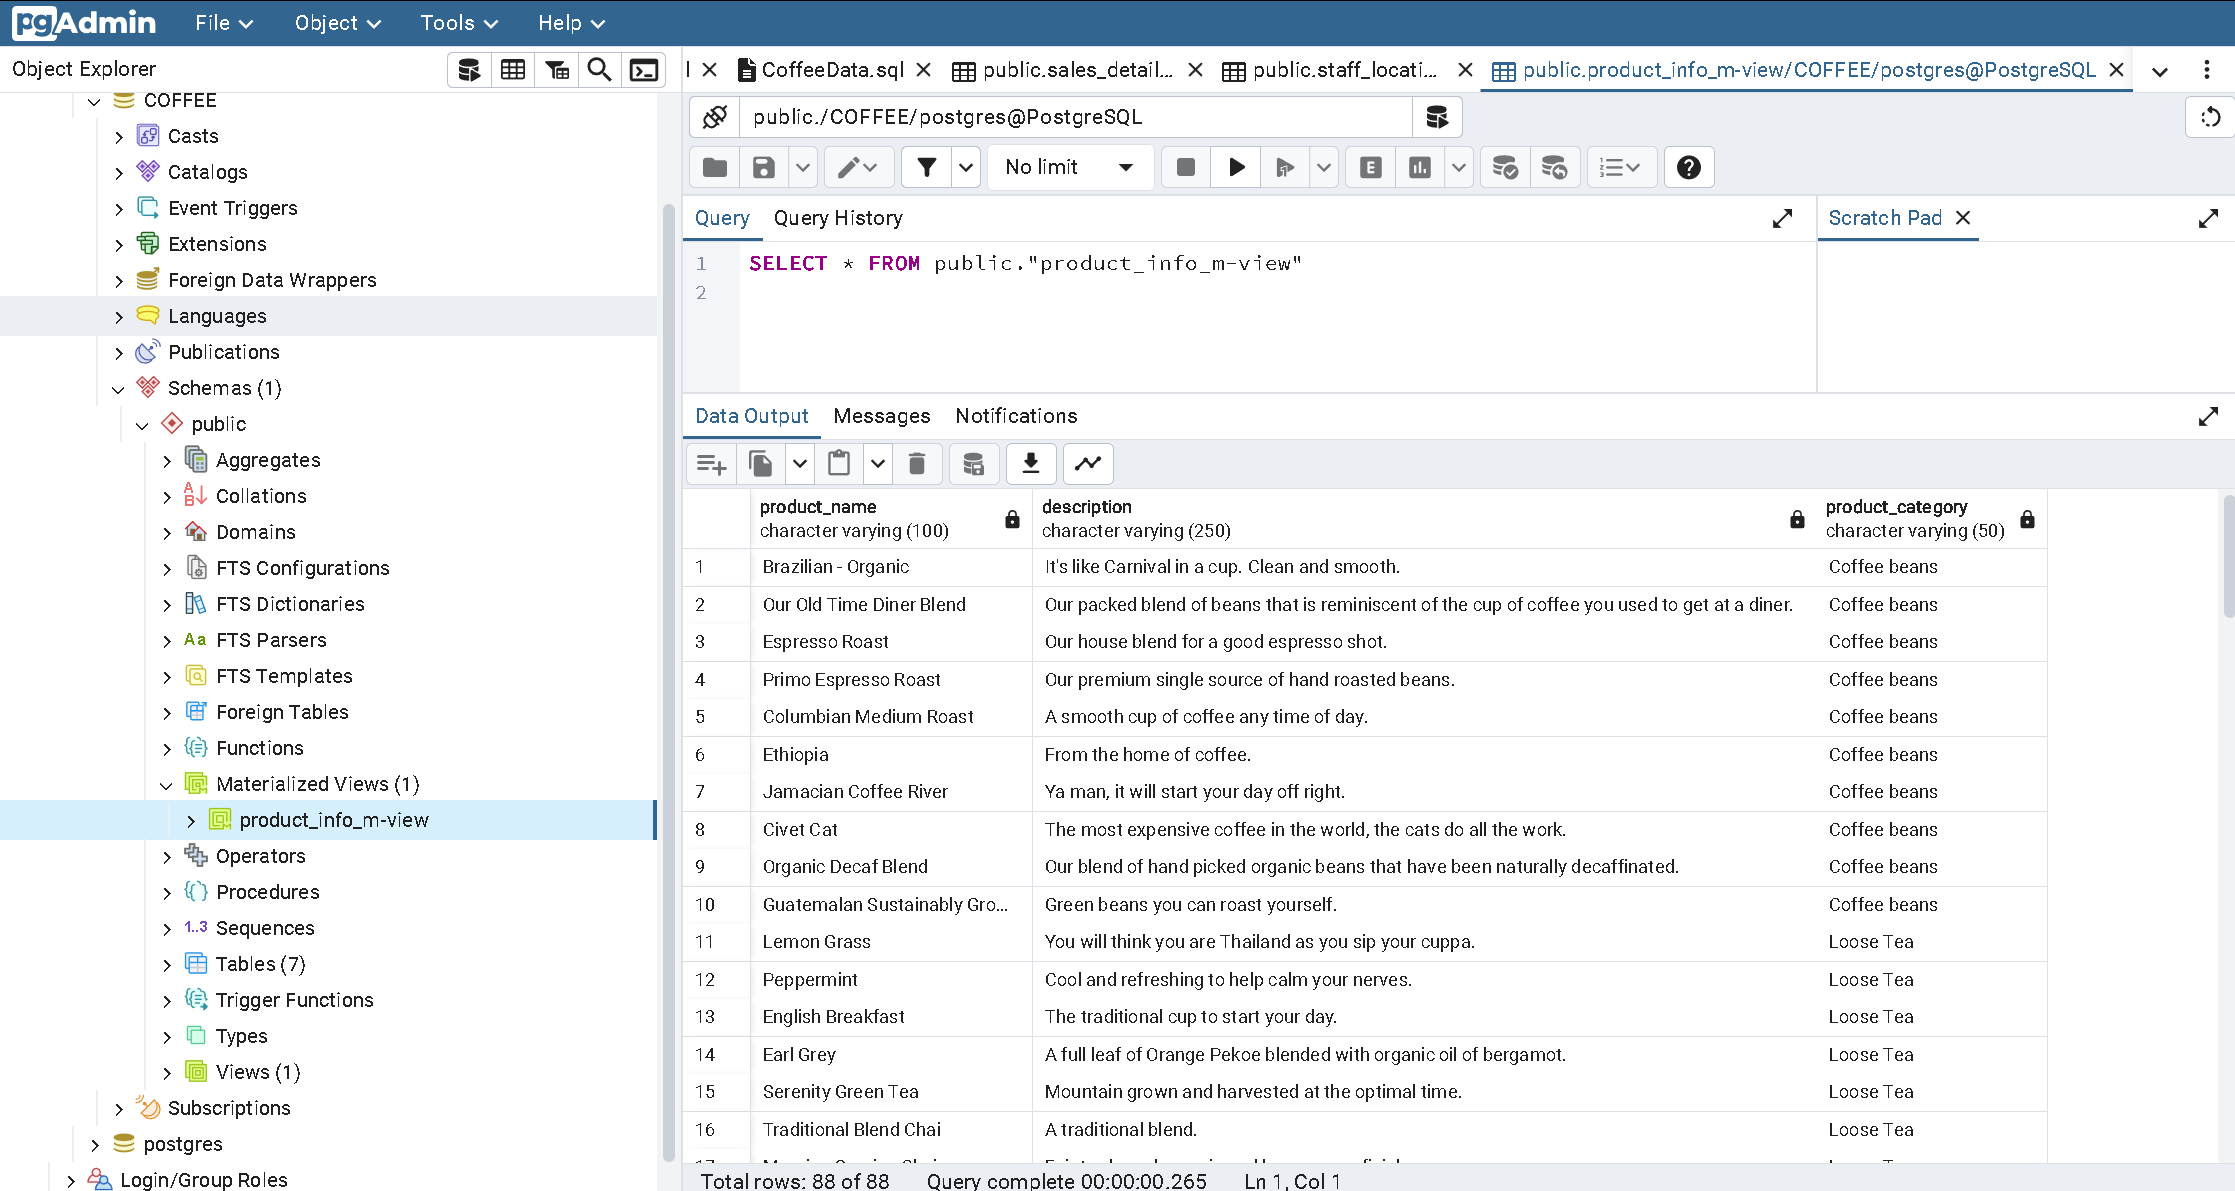 pgAdmin File Object Tools Help
Object Explorer
CoffeeData.sql public.sales_detail... public.staff_locati... public.product_info_m-view/COFFEE/postgres@PostgreSQL
public./COFFEE/postgres@PostgreSQL
No limit
E
Query Query History
Scratch Pad
1 SELECT * FROM public."product_info_m-view"
2
COFFEE
Casts
Catalogs
Event Triggers
Extensions
Foreign Data Wrappers
Languages
Publications
Schemas (1)
public
Aggregates
Collations
Domains
FTS Configurations
FTS Dictionaries
Aa FTS Parsers
FTS Templates
Foreign Tables
Functions
Materialized Views (1)
product_info_m-view
Operators
Procedures
1..3 Sequences
Tables (7)
Trigger Functions
Types
Views (1)
Subscriptions
postgres
Login/Group Roles
Data Output Messages Notifications
product_name description product_category
character varying (100) character varying (250) character varying (50)
1 Brazilian - Organic It's like Carnival in a cup. Clean and smooth. Coffee beans
2 Our Old Time Diner Blend Our packed blend of beans that is reminiscent of the cup of coffee you used to get at a diner. Coffee beans
3 Espresso Roast Our house blend for a good espresso shot. Coffee beans
4 Primo Espresso Roast Our premium single source of hand roasted beans. Coffee beans
5 Columbian Medium Roast A smooth cup of coffee any time of day. Coffee beans
6 Ethiopia From the home of coffee. Coffee beans
7 Jamacian Coffee River Ya man, it will start your day off right. Coffee beans
8 Civet Cat The most expensive coffee in the world, the cats do all the work. Coffee beans
9 Organic Decaf Blend Our blend of hand picked organic beans that have been naturally decaffinated. Coffee beans
10 Guatemalan Sustainably Gro... Green beans you can roast yourself. Coffee beans
11 Lemon Grass You will think you are Thailand as you sip your cuppa. Loose Tea
12 Peppermint Cool and refreshing to help calm your nerves. Loose Tea
13 English Breakfast The traditional cup to start your day. Loose Tea
14 Earl Grey A full leaf of Orange Pekoe blended with organic oil of bergamot. Loose Tea
15 Serenity Green Tea Mountain grown and harvested at the optimal time. Loose Tea
16 Traditional Blend Chai A traditional blend. Loose Tea
Total rows: 88 of 88 Query complete 00:00:00.265 Ln 1, Col 1